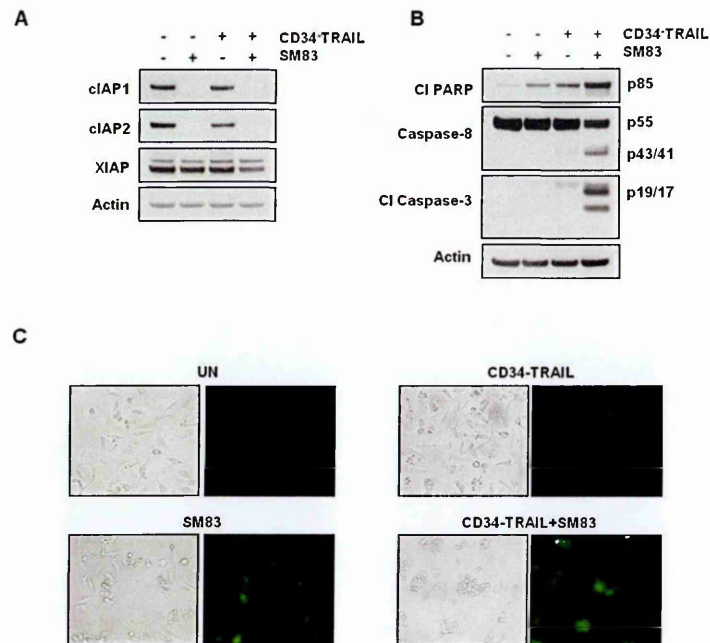 A
- - + + CD34-TRAIL
- + - + SM83
cIAP1
cIAP2
XIAP
Actin
B
- - + + CD34-TRAIL
- + - + SM83
Cl PARP p85
Caspase-8 p55
p43/41
Cl Caspase-3 p19/17
Actin
C
UN CD34-TRAIL
SM83 CD34-TRAIL+SM83